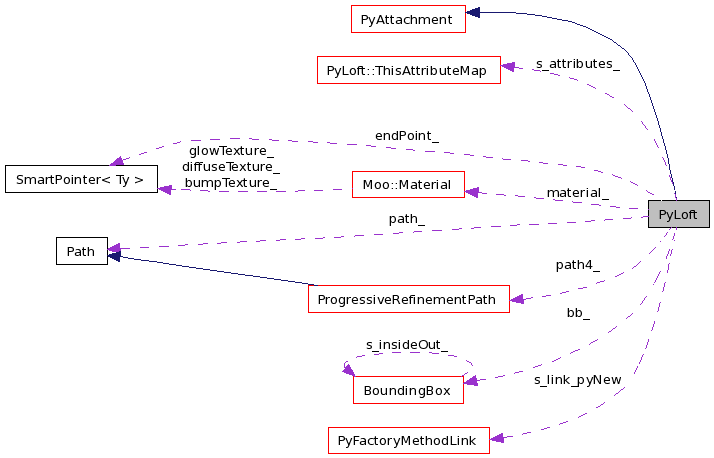 PyAttachment
PyLoft::ThisAttributeMap
s_attributes_
endPoint_
glowTexture_
diffuseTexture_
bumpTexture_
SmartPointer< Ty >
Moo::Material
material_
PyLoft
path_
Path
path4_
ProgressiveRefinementPath
bb_
s_insideOut_
BoundingBox
s_link_pyNew
PyFactoryMethodLink